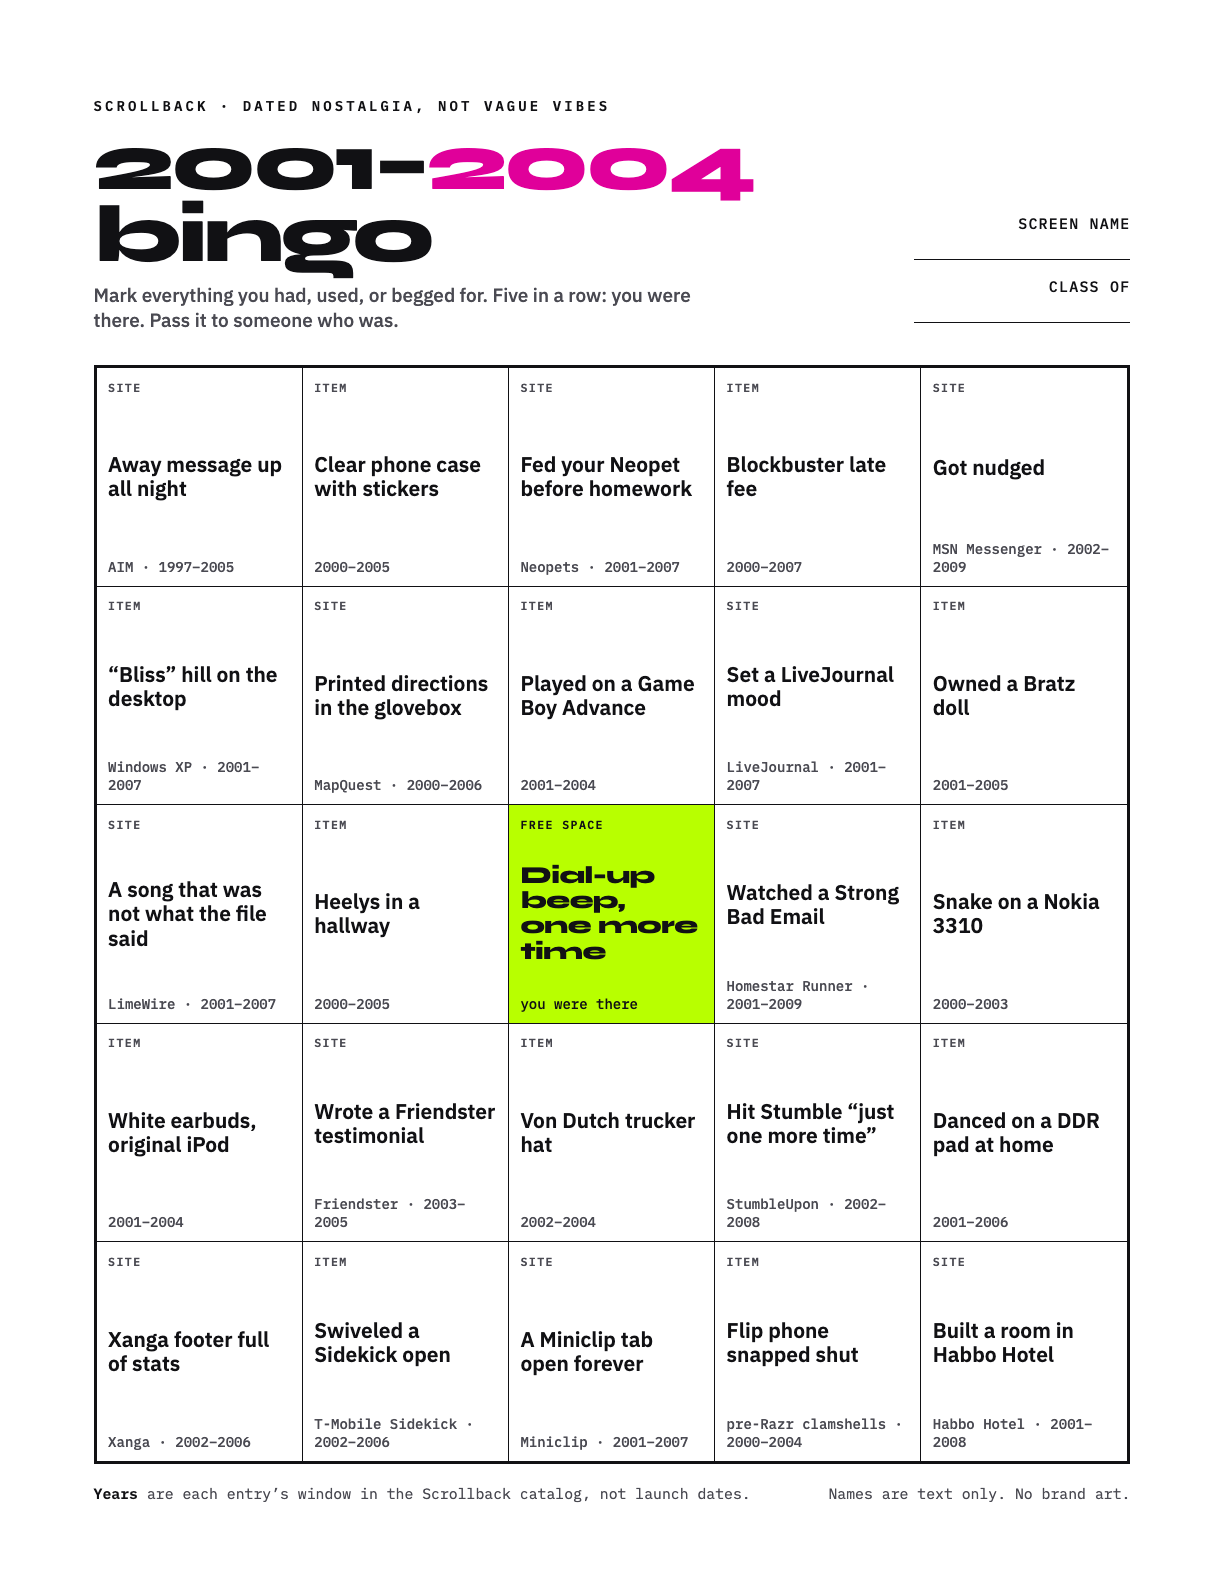 SCROLLBACK · DATED NOSTALGIA, NOT VAGUE VIBES
2001–2004
bingo
Mark everything you had, used, or begged for. Five in a row: you were
there. Pass it to someone who was.
SCREEN NAME
CLASS OF
SITE
Away message up
all night
AIM · 1997–2005
ITEM
Clear phone case
with stickers
2000–2005
SITE
Fed your Neopet
before homework
Neopets · 2001–2007
ITEM
Blockbuster late
fee
2000–2007
SITE
Got nudged
MSN Messenger · 2002–
2009
ITEM
“Bliss” hill on the
desktop
Windows XP · 2001–
2007
SITE
Printed directions
in the glovebox
MapQuest · 2000–2006
ITEM
Played on a Game
Boy Advance
2001–2004
SITE
Set a LiveJournal
mood
LiveJournal · 2001–
2007
ITEM
Owned a Bratz
doll
2001–2005
SITE
A song that was
not what the file
said
LimeWire · 2001–2007
ITEM
Heelys in a
hallway
2000–2005
FREE SPACE
Dial-up
beep,
one more
time
you were there
SITE
Watched a Strong
Bad Email
Homestar Runner ·
2001–2009
ITEM
Snake on a Nokia
3310
2000–2003
ITEM
White earbuds,
original iPod
2001–2004
SITE
Wrote a Friendster
testimonial
Friendster · 2003–
2005
ITEM
Von Dutch trucker
hat
2002–2004
SITE
Hit Stumble “just
one more time”
StumbleUpon · 2002–
2008
ITEM
Danced on a DDR
pad at home
2001–2006
SITE
Xanga footer full
of stats
Xanga · 2002–2006
ITEM
Swiveled a
Sidekick open
T-Mobile Sidekick ·
2002–2006
SITE
A Miniclip tab
open forever
Miniclip · 2001–2007
ITEM
Flip phone
snapped shut
pre-Razr clamshells ·
2000–2004
SITE
Built a room in
Habbo Hotel
Habbo Hotel · 2001–
2008
Years are each entry’s window in the Scrollback catalog, not launch dates.
Names are text only. No brand art.